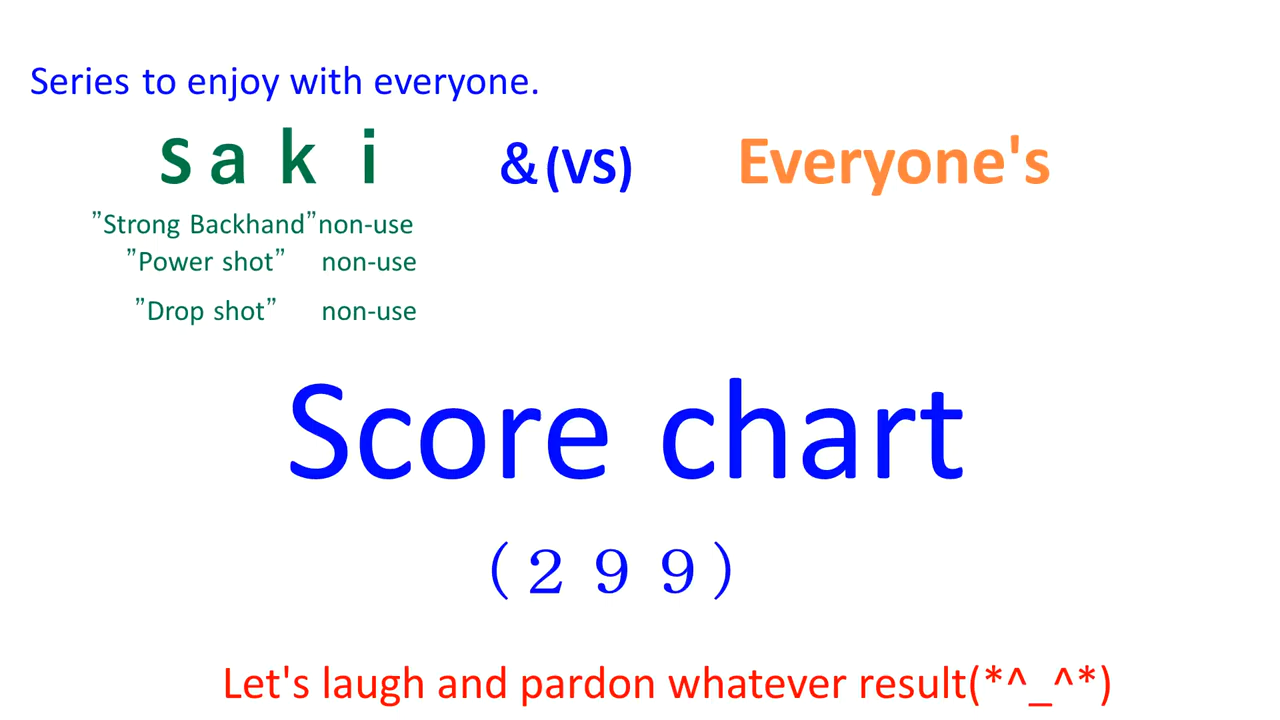 Series to enjoy with everyone.
ｓａｋｉ &(VS) Everyone's
”Strong Backhand”non-use
”Power shot” non-use
”Drop shot” non-use
Score chart
（２９９）
Let's laugh and pardon whatever result(*^_^*)